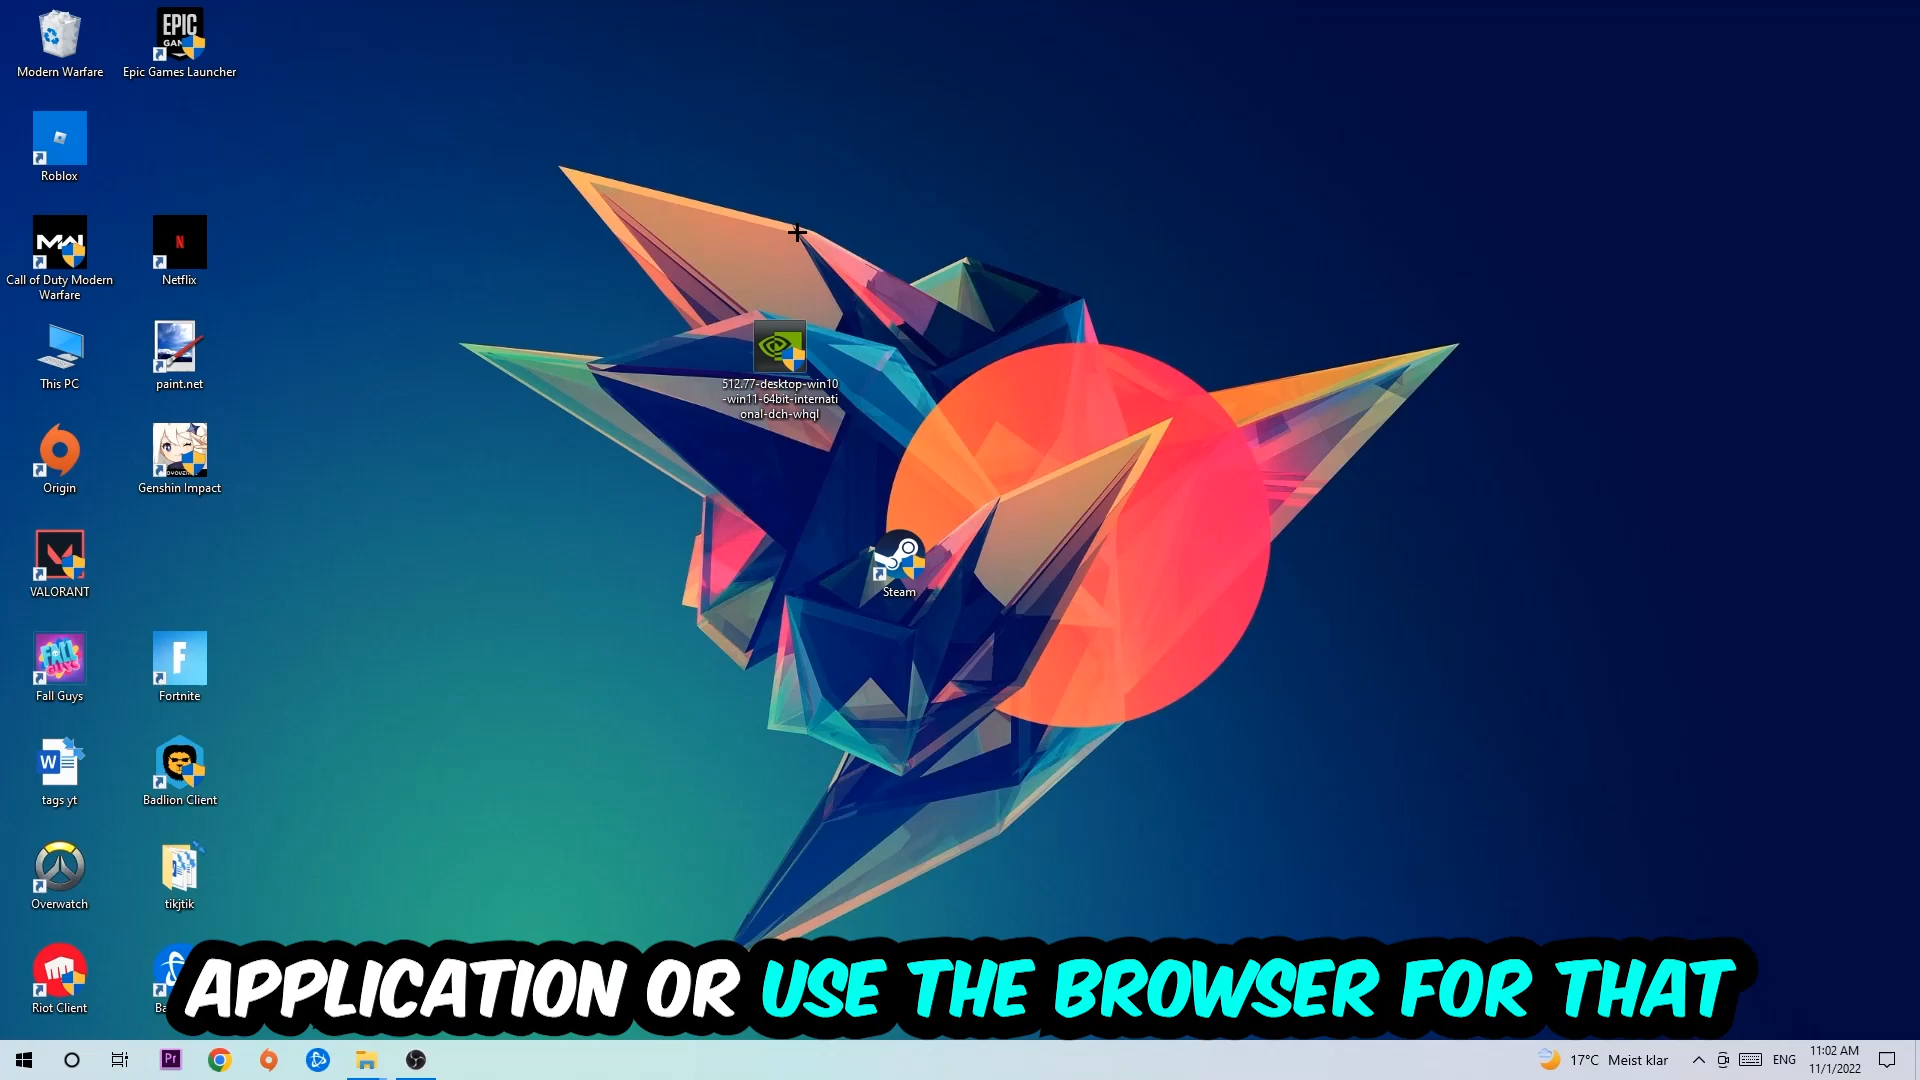 Modern Warfare
EPIC
GAMES
Epic Games Launcher
Roblox
MW
Call of Duty Modern
Warfare
N
Netflix
This PC
paint.net
512.77-desktop-win10
-win11-64bit-internati
onal-dch-whql
Origin
Genshin Impact
VALORANT
Steam
Fall Guys
F
Fortnite
W
tags yt
Badlion Client
Overwatch
tikjtik
Riot Client
Ba
APPLICATION OR USE THE BROWSER FOR THAT
Pr
17°C Meist klar
ENG
11:02 AM
11/1/2022